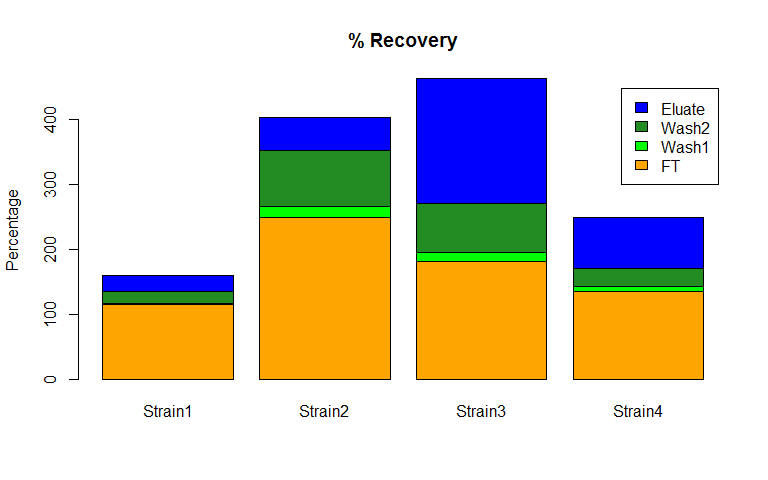 % Recovery
Percentage
400
300
200
100
0
Eluate
Wash2
Wash1
FT
Strain1 Strain2 Strain3 Strain4